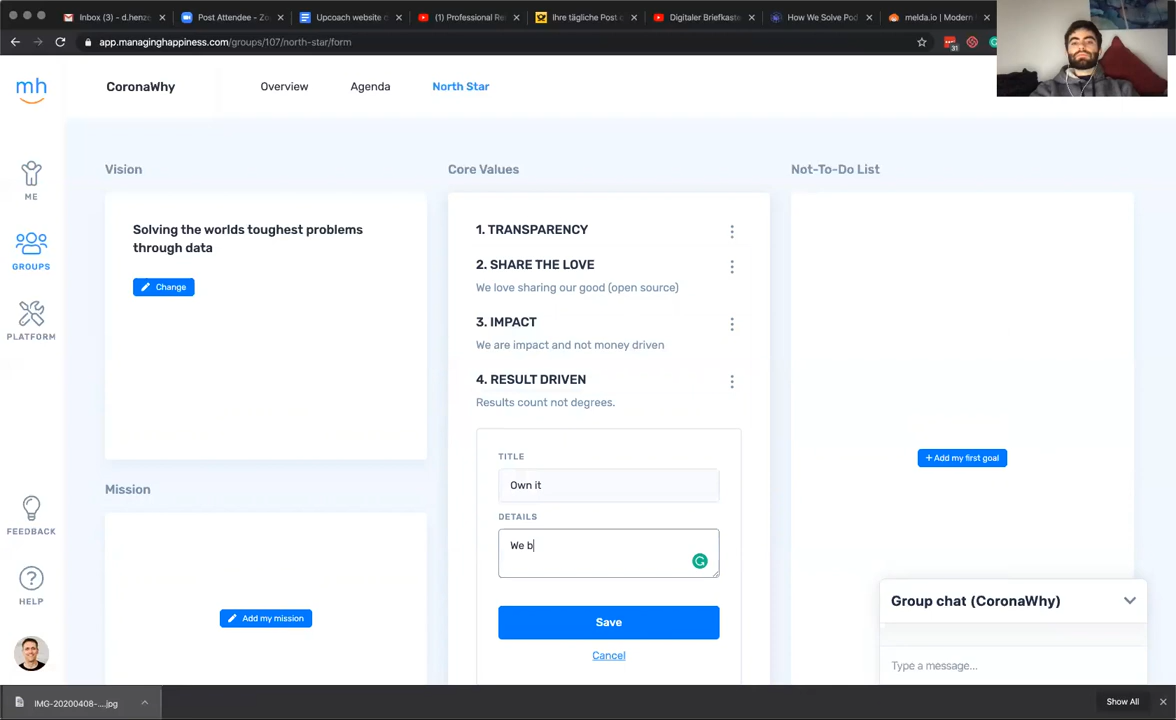 Inbox (3) - d.henze
Post Attendee - Zo
Upcoach website c
(1) Professional Re
Ihre tägliche Post o
Digitaler Briefkaste
How We Solve Pod
melda.io | Modern
app.managinghappiness.com/groups/107/north-star/form
31
mh
CoronaWhy
Overview
Agenda
North Star
ME
GROUPS
PLATFORM
FEEDBACK
HELP
Vision
Solving the worlds toughest problems
through data
Change
Mission
Add my mission
Core Values
1. TRANSPARENCY
2. SHARE THE LOVE
We love sharing our good (open source)
3. IMPACT
We are impact and not money driven
4. RESULT DRIVEN
Results count not degrees.
TITLE
Own it
DETAILS
We b
Save
Cancel
Not-To-Do List
+ Add my first goal
Group chat (CoronaWhy)
Type a message...
IMG-20200408-....jpg
Show All